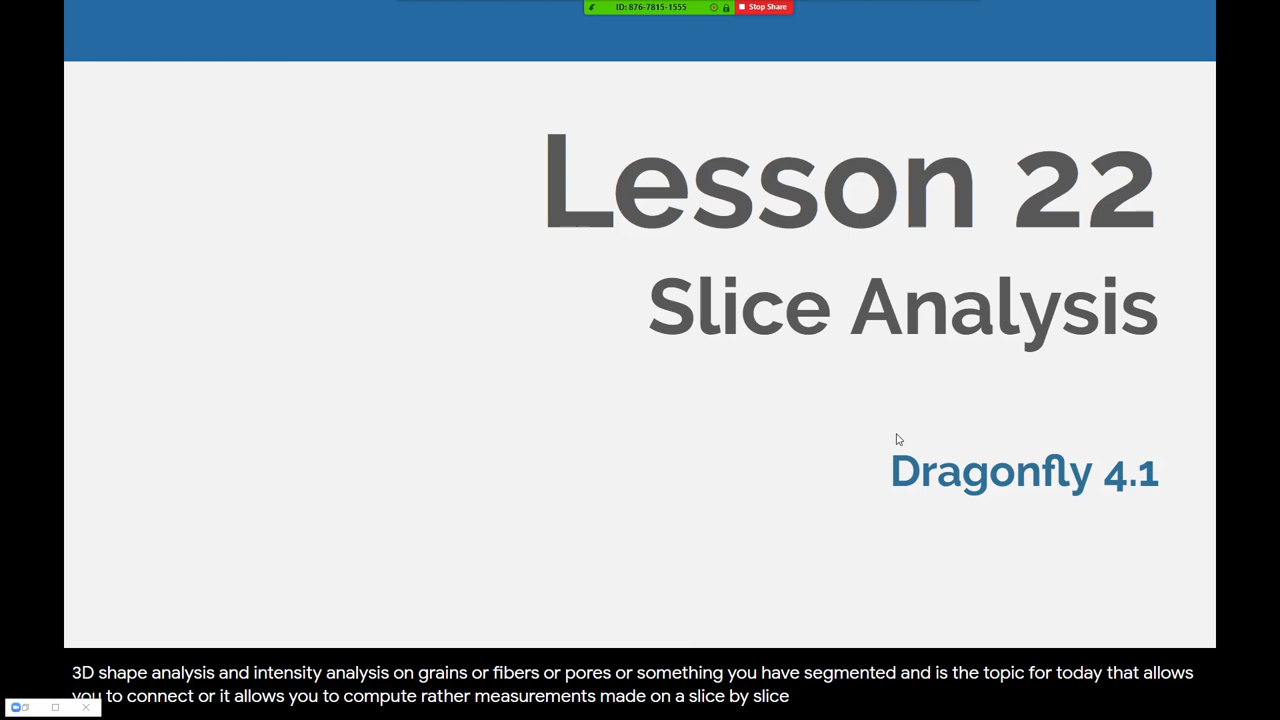 ID: 876-7815-1555 Stop Share
Lesson 22
Slice Analysis
Dragonfly 4.1
3D shape analysis and intensity analysis on grains or fibers or pores or something you have segmented and is the topic for today that allows
you to connect or it allows you to compute rather measurements made on a slice by slice